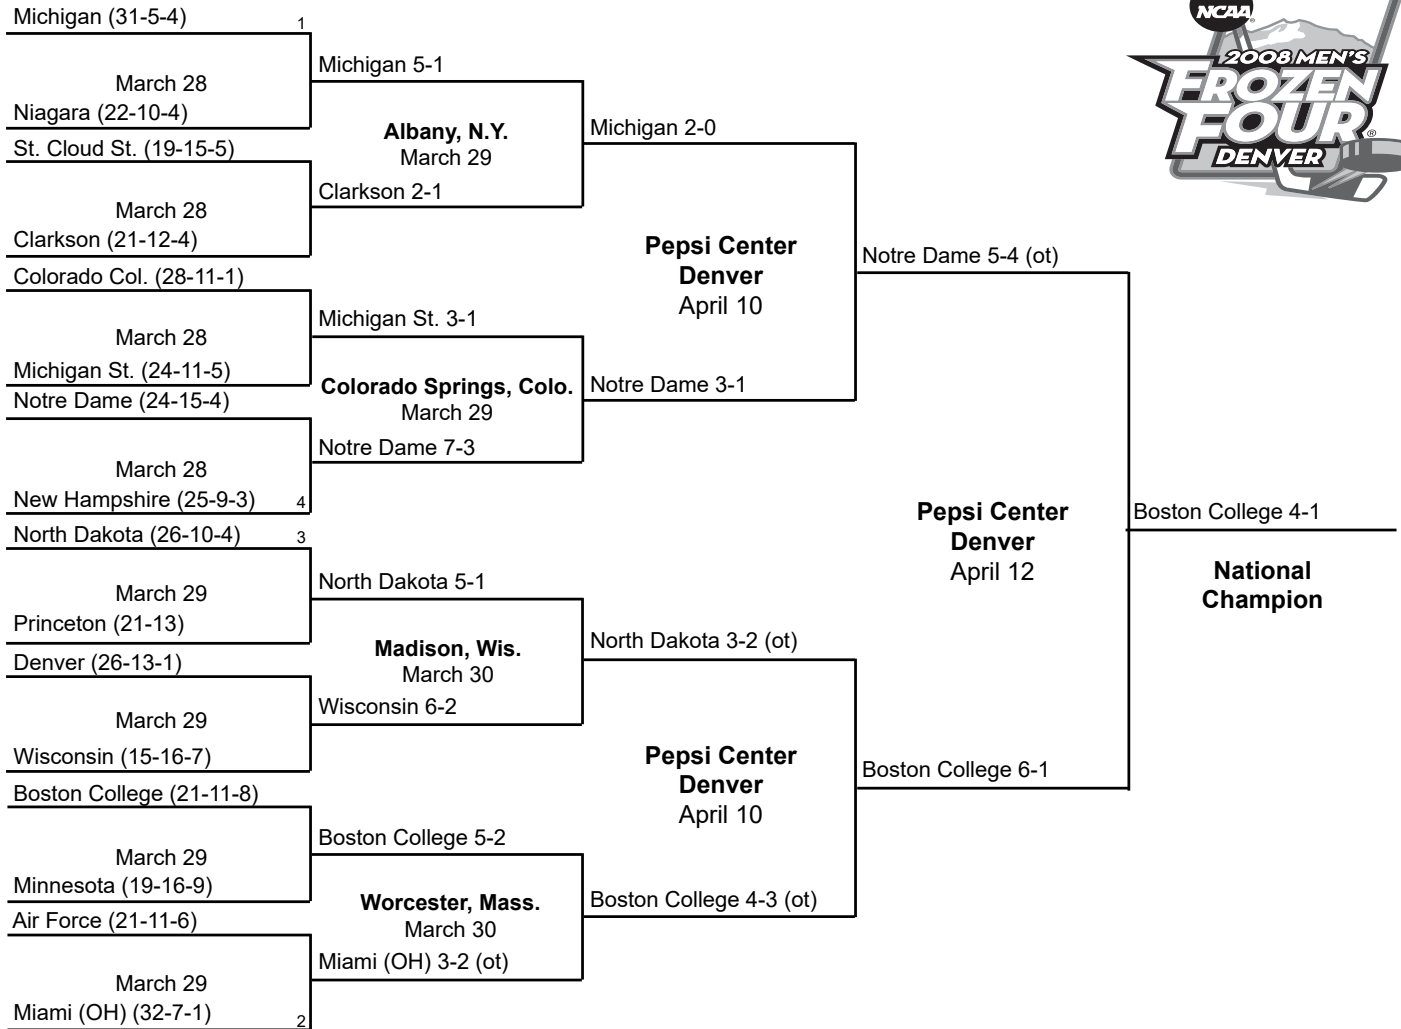 Michigan (31-5-4)
1
March 28
Niagara (22-10-4)
St. Cloud St. (19-15-5)
March 28
Clarkson (21-12-4)
Colorado Col. (28-11-1)
March 28
Michigan St. (24-11-5)
Notre Dame (24-15-4)
March 28
New Hampshire (25-9-3)
4
North Dakota (26-10-4)
3
March 29
Princeton (21-13)
Denver (26-13-1)
March 29
Wisconsin (15-16-7)
Boston College (21-11-8)
March 29
Minnesota (19-16-9)
Air Force (21-11-6)
March 29
Miami (OH) (32-7-1)
2
Michigan 5-1
Albany, N.Y.
March 29
Clarkson 2-1
Michigan St. 3-1
Colorado Springs, Colo.
March 29
Notre Dame 7-3
North Dakota 5-1
Madison, Wis.
March 30
Wisconsin 6-2
Boston College 5-2
Worcester, Mass.
March 30
Miami (OH) 3-2 (ot)
Michigan 2-0
Pepsi Center
Denver
April 10
Notre Dame 3-1
North Dakota 3-2 (ot)
Pepsi Center
Denver
April 10
Boston College 4-3 (ot)
Notre Dame 5-4 (ot)
Pepsi Center
Denver
April 12
Boston College 6-1
Boston College 4-1
National
Champion
NCAA®
2008 MEN'S
FROZEN
FOUR®
DENVER